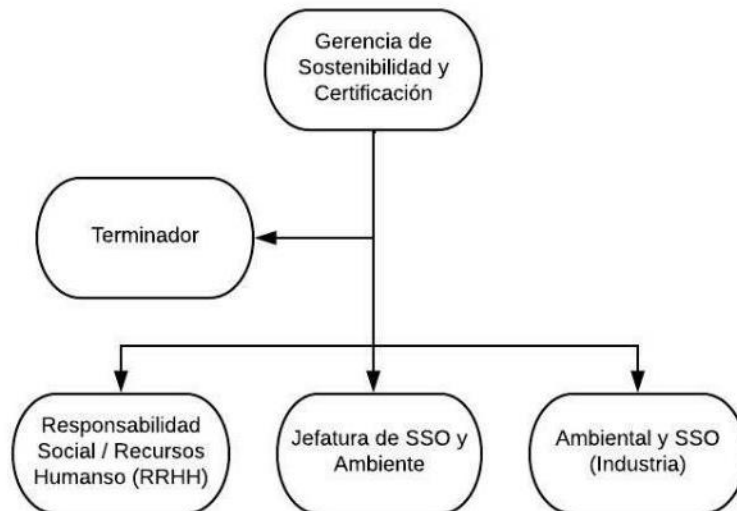 Gerencia de
Sostenibilidad y
Certificación
Terminador
Responsabilidad
Social / Recursos
Humanso (RRHH)
Jefatura de SSO y
Ambiente
Ambiental y SSO
(Industria)